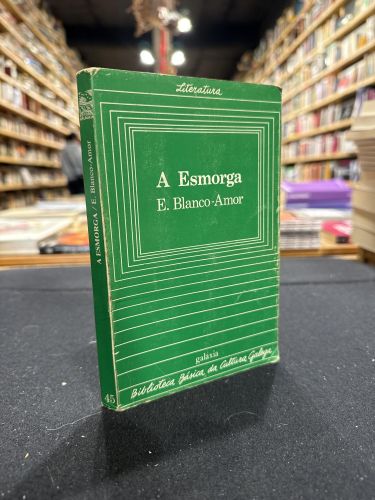 Literatura
A Esmorga
E. Blanco-Amor
galaxia
Biblioteca Básica da Cultura Galega
A ESMORGA / E. Blanco-Amor
45